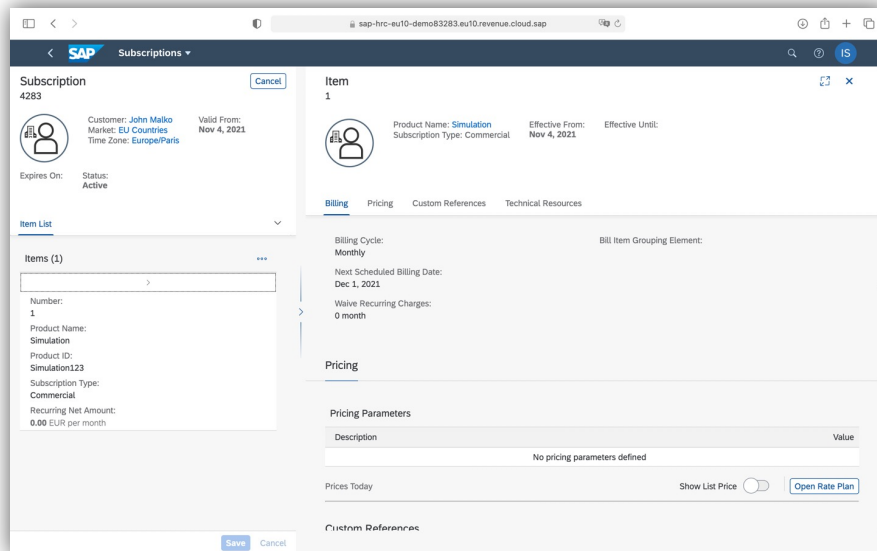 sap-hrc-eu10-demo83283.eu10.revenue.cloud.sap
SAP Subscriptions
IS
Subscription
Cancel
4283
Customer: John Malko
Market: EU Countries
Time Zone: Europe/Paris
Valid From:
Nov 4, 2021
Expires On:
Status:
Active
Item List
Items (1)
Number:
1
Product Name:
Simulation
Product ID:
Simulation123
Subscription Type:
Commercial
Recurring Net Amount:
0.00 EUR per month
Save Cancel
Item
1
Product Name: Simulation
Subscription Type: Commercial
Effective From:
Nov 4, 2021
Effective Until:
Billing Pricing Custom References Technical Resources
Billing Cycle:
Monthly
Bill Item Grouping Element:
Next Scheduled Billing Date:
Dec 1, 2021
Waive Recurring Charges:
0 month
Pricing
Pricing Parameters
Description Value
No pricing parameters defined
Prices Today Show List Price Open Rate Plan
Custom References